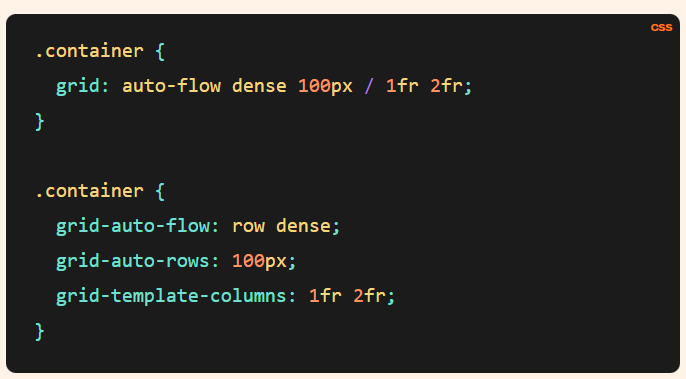 css
.container {
  grid: auto-flow dense 100px / 1fr 2fr;
}

.container {
  grid-auto-flow: row dense;
  grid-auto-rows: 100px;
  grid-template-columns: 1fr 2fr;
}